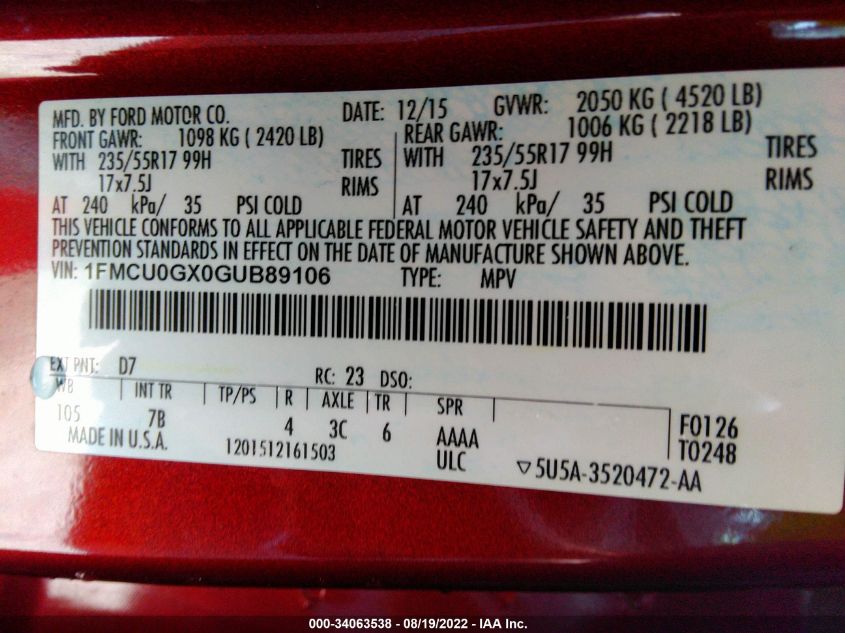 MFD. BY FORD MOTOR CO. DATE: 12/15 GVWR: 2050 KG ( 4520 LB)
FRONT GAWR: 1098 KG ( 2420 LB) REAR GAWR: 1006 KG ( 2218 LB)
WITH 235/55R17 99H TIRES WITH 235/55R17 99H TIRES
17x7.5J RIMS 17x7.5J RIMS
AT 240 kPa/ 35 PSI COLD AT 240 kPa/ 35 PSI COLD
THIS VEHICLE CONFORMS TO ALL APPLICABLE FEDERAL MOTOR VEHICLE SAFETY AND THEFT
PREVENTION STANDARDS IN EFFECT ON THE DATE OF MANUFACTURE SHOWN ABOVE.
VIN: 1FMCU0GX0GUB89106 TYPE: MPV
EXT PNT: D7 RC: 23 DSO:
WB INT TR TP/PS R AXLE TR SPR
105 7B 4 3C 6 AAAA F0126
MADE IN U.S.A. 1201512161503 ULC T0248
▽5U5A-3520472-AA
000-34063538 - 08/19/2022 - IAA Inc.